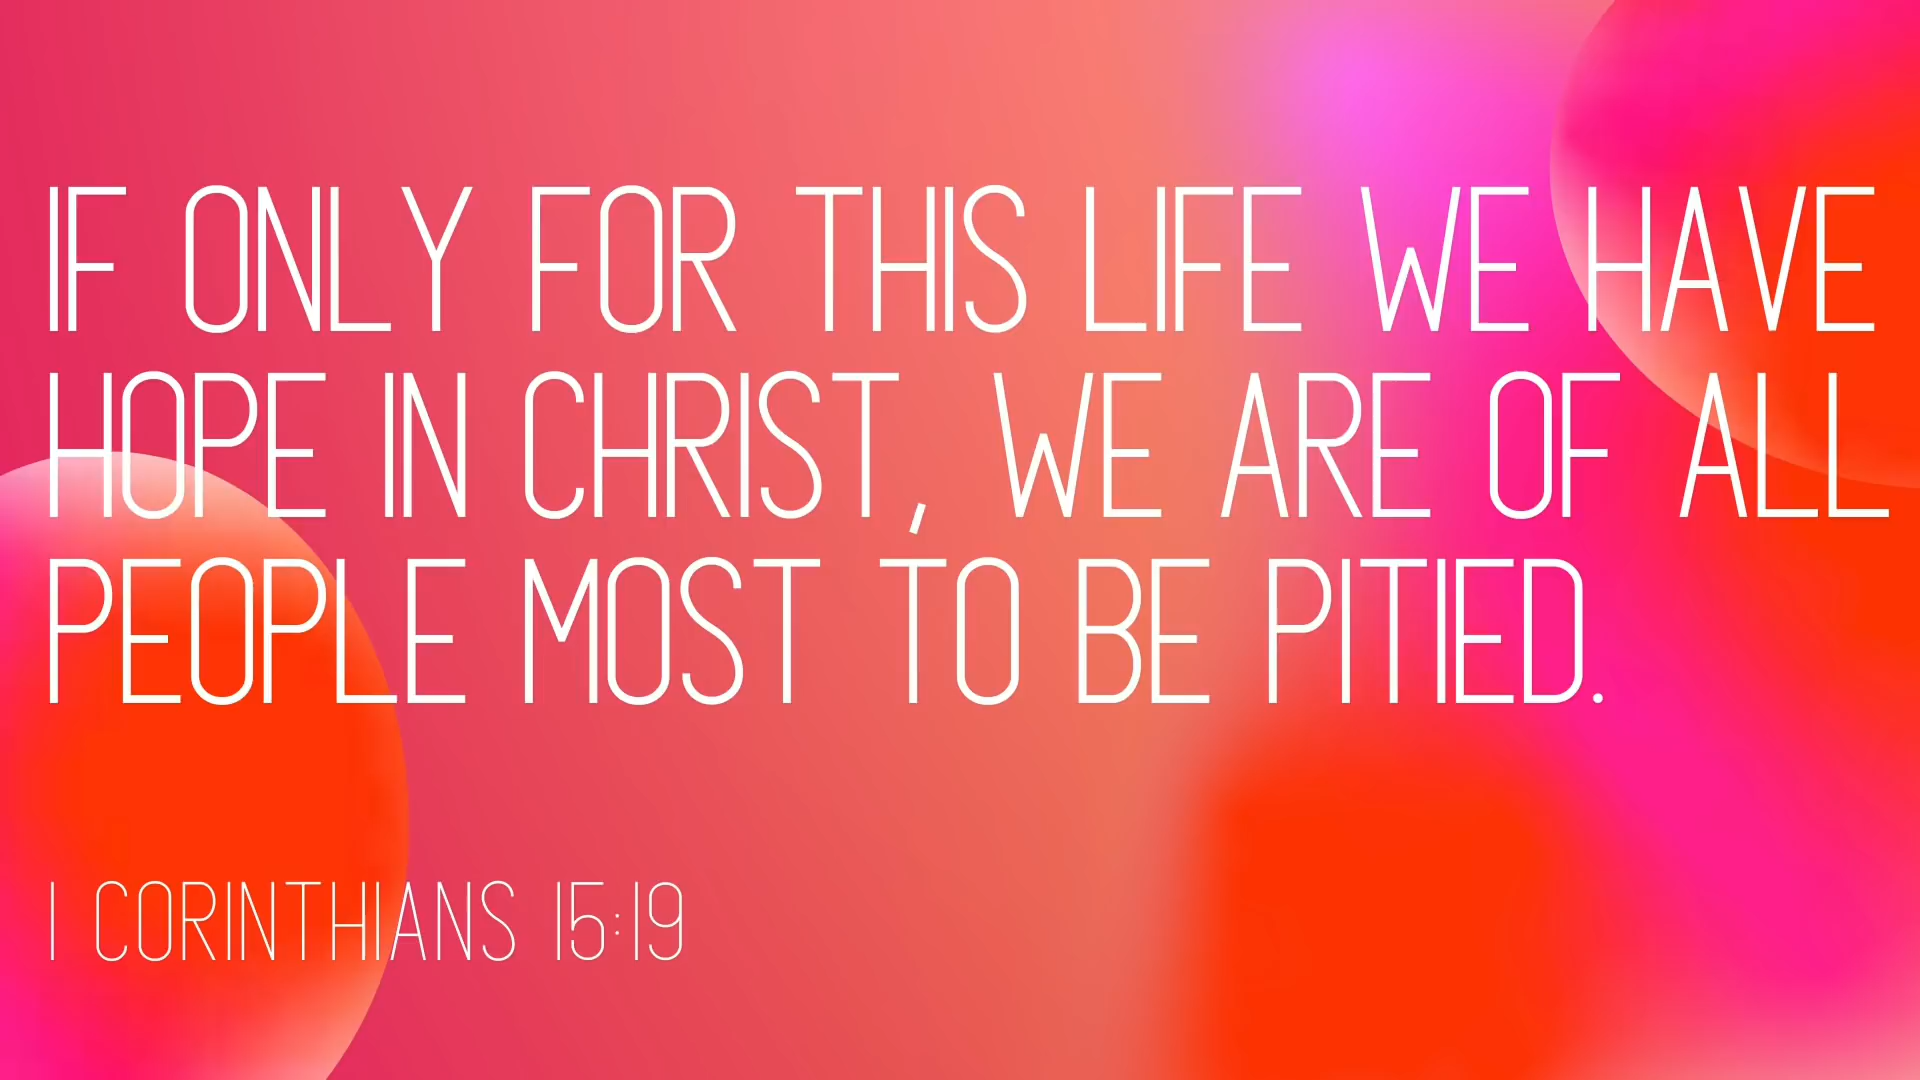 IF ONLY FOR THIS LIFE WE HAVE
HOPE IN CHRIST, WE ARE OF ALL
PEOPLE MOST TO BE PITIED.
1 CORINTHIANS 15:19